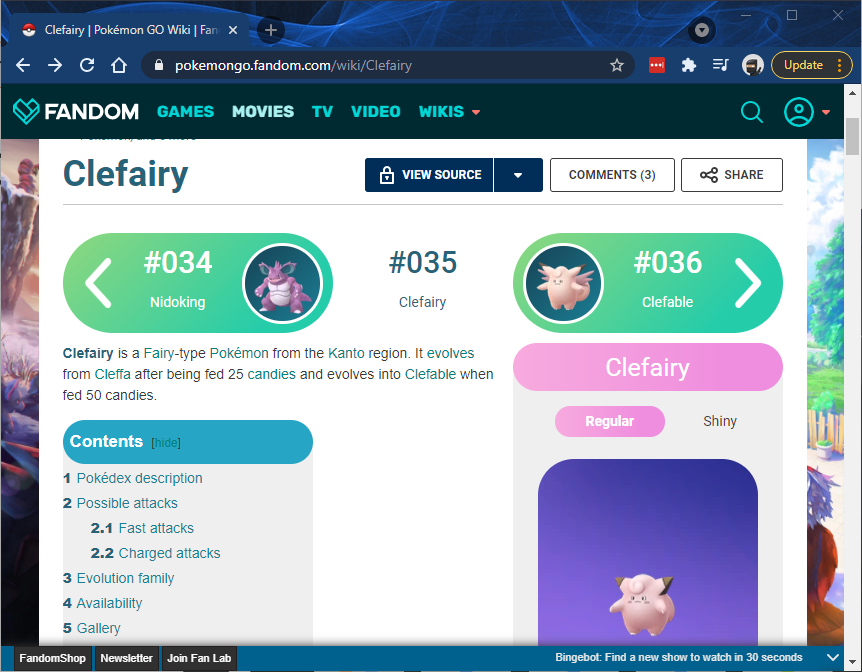 Clefairy | Pokémon GO Wiki | Fan
pokemongo.fandom.com/wiki/Clefairy
Update
FANDOM GAMES MOVIES TV VIDEO WIKIS
Clefairy
VIEW SOURCE
COMMENTS (3)
SHARE
#034
Nidoking
#035
Clefairy
#036
Clefable
Clefairy is a Fairy-type Pokémon from the Kanto region. It evolves
from Cleffa after being fed 25 candies and evolves into Clefable when
fed 50 candies.
Contents [hide]
1 Pokédex description
2 Possible attacks
2.1 Fast attacks
2.2 Charged attacks
3 Evolution family
4 Availability
5 Gallery
Clefairy
Regular
Shiny
FandomShop
Newsletter
Join Fan Lab
Bingebot: Find a new show to watch in 30 seconds